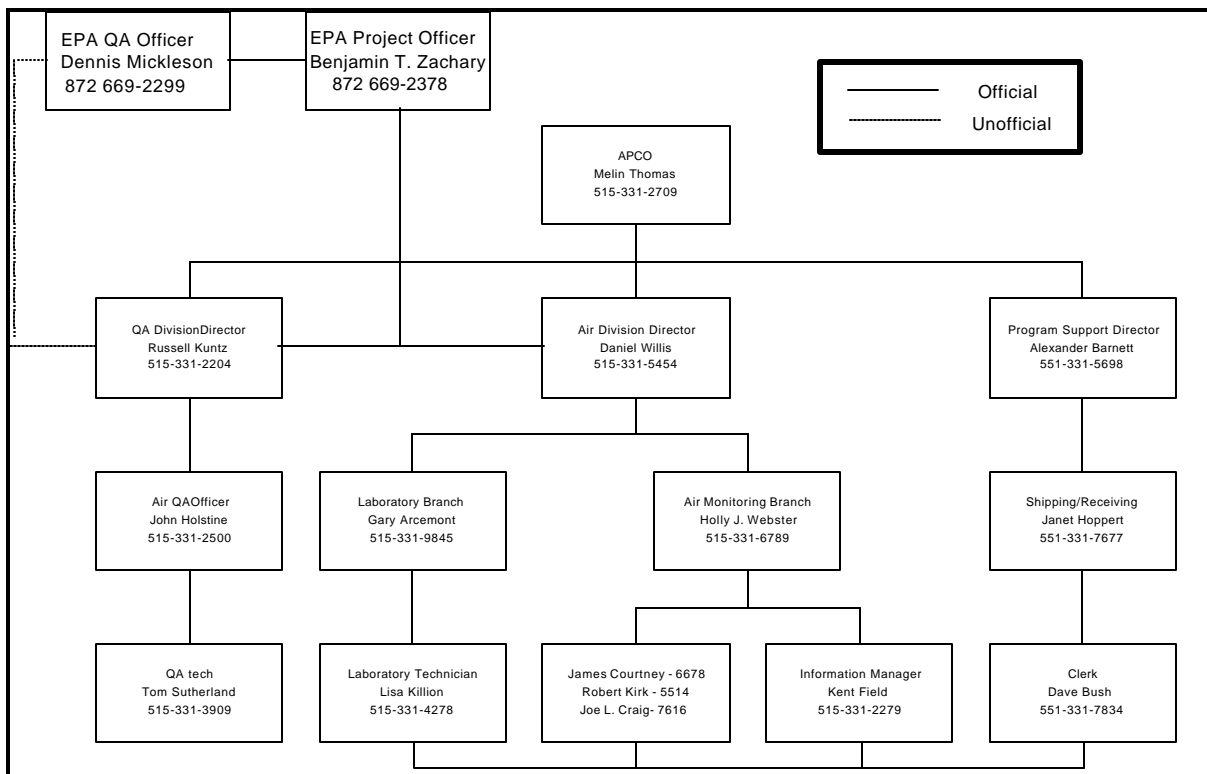 EPA QA Officer
Dennis Mickleson
872 669-2299
EPA Project Officer
Benjamin T. Zachary
872 669-2378
Official
Unofficial
APCO
Melin Thomas
515-331-2709
QA DivisionDirector
Russell Kuntz
515-331-2204
Air Division Director
Daniel Willis
515-331-5454
Program Support Director
Alexander Barnett
551-331-5698
Air QAOfficer
John Holstine
515-331-2500
Laboratory Branch
Gary Arcemont
515-331-9845
Air Monitoring Branch
Holly J. Webster
515-331-6789
Shipping/Receiving
Janet Hoppert
551-331-7677
QA tech
Tom Sutherland
515-331-3909
Laboratory Technician
Lisa Killion
515-331-4278
James Courtney - 6678
Robert Kirk - 5514
Joe L. Craig- 7616
Information Manager
Kent Field
515-331-2279
Clerk
Dave Bush
551-331-7834